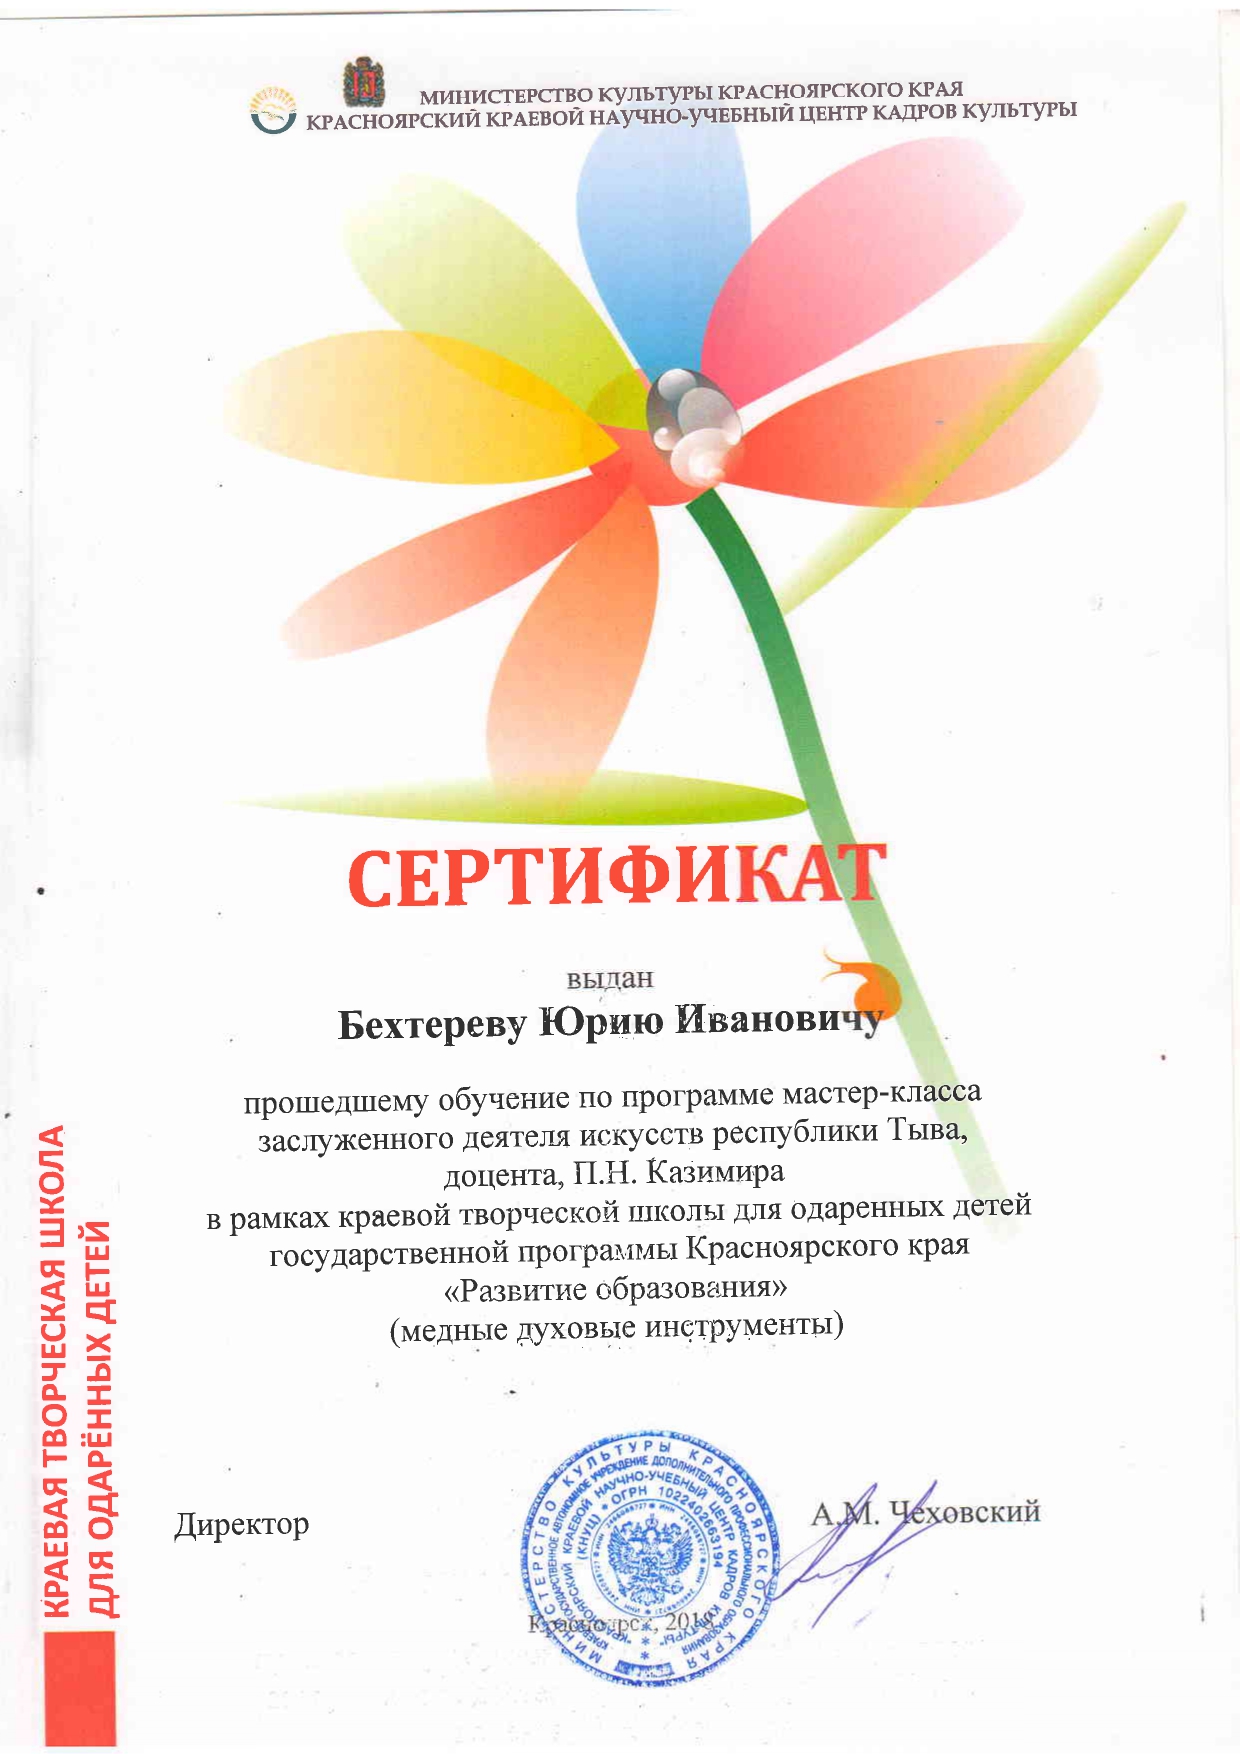 МИНИСТЕРСТВО КУЛЬТУРЫ КРАСНОЯРСКОГО КРАЯ
КРАСНОЯРСКИЙ КРАЕВОЙ НАУЧНО-УЧЕБНЫЙ ЦЕНТР КАДРОВ КУЛЬТУРЫ
СЕРТИФИКАТ
выдан
Бехтереву Юрию Ивановичу
прошедшему обучение по программе мастер-класса
заслуженного деятеля искусств республики Тыва,
доцента, П.Н. Казимира
в рамках краевой творческой школы для одаренных детей
государственной программы Красноярского края
«Развитие образования»
(медные духовые инструменты)
Директор
А.М. Чеховский
Красноярск,
МИНИСТЕРСТВО КУЛЬТУРЫ КРАСНОЯРСКОГО КРАЯ
КРАЕВОЕ ГОСУДАРСТВЕННОЕ АВТОНОМНОЕ УЧРЕЖДЕНИЕ ДОПОЛНИТЕЛЬНОГО ПРОФЕССИОНАЛЬНОГО ОБРАЗОВАНИЯ
"КРАСНОЯРСКИЙ КРАЕВОЙ НАУЧНО-УЧЕБНЫЙ ЦЕНТР КАДРОВ КУЛЬТУРЫ"
(КНУЦ) * ОГРН 1022402663194
КРАЕВАЯ ТВОРЧЕСКАЯ ШКОЛА
ДЛЯ ОДАРЁННЫХ ДЕТЕЙ